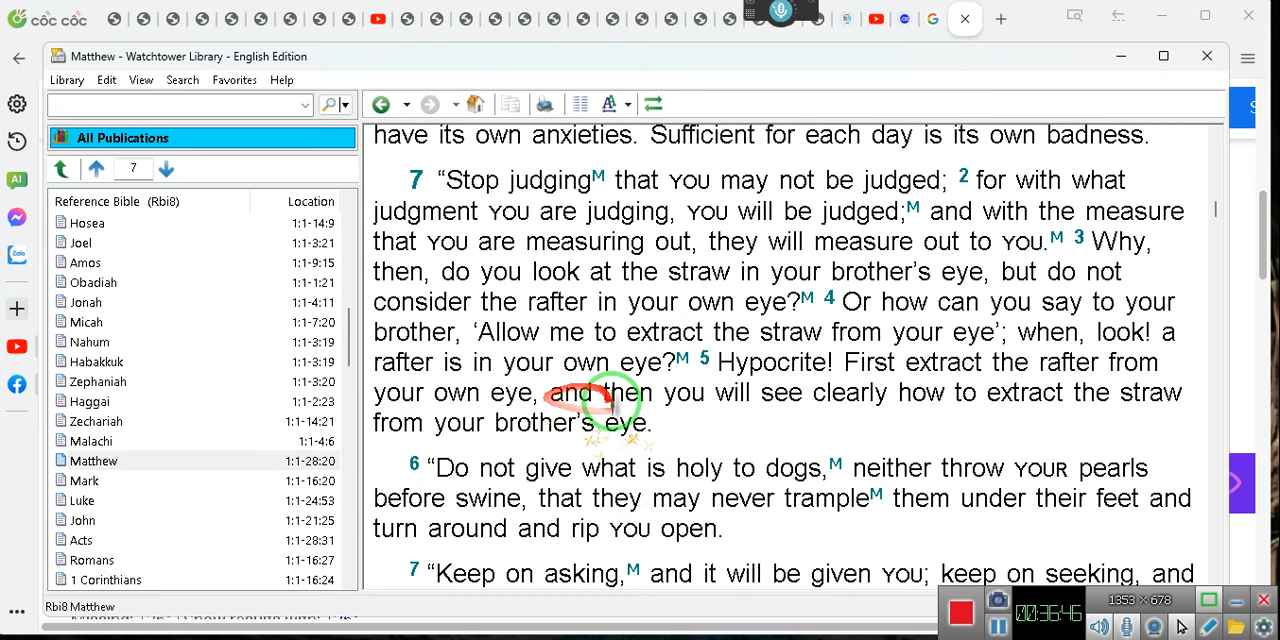 cốc cốc
Matthew - Watchtower Library - English Edition
Library Edit View Search Favorites Help
All Publications
7
Reference Bible (Rbi8) Location
Hosea 1:1-14:9
Joel 1:1-3:21
Amos 1:1-9:15
Obadiah 1:1-1:21
Jonah 1:1-4:11
Micah 1:1-7:20
Nahum 1:1-3:19
Habakkuk 1:1-3:19
Zephaniah 1:1-3:20
Haggai 1:1-2:23
Zechariah 1:1-14:21
Malachi 1:1-4:6
Matthew 1:1-28:20
Mark 1:1-16:20
Luke 1:1-24:53
John 1:1-21:25
Acts 1:1-28:31
Romans 1:1-16:27
1 Corinthians 1:1-16:24
Rbi8 Matthew
have its own anxieties. Sufficient for each day is its own badness.
7 “Stop judgingM that YOU may not be judged; 2 for with what
judgment YOU are judging, YOU will be judged;M and with the measure
that YOU are measuring out, they will measure out to YOU.M 3 Why,
then, do you look at the straw in your brother’s eye, but do not
consider the rafter in your own eye?M 4 Or how can you say to your
brother, ‘Allow me to extract the straw from your eye’; when, look! a
rafter is in your own eye?M 5 Hypocrite! First extract the rafter from
your own eye, and then you will see clearly how to extract the straw
from your brother’s eye.
6 “Do not give what is holy to dogs,M neither throw YOUR pearls
before swine, that they may never trampleM them under their feet and
turn around and rip YOU open.
7 “Keep on asking,M and it will be given YOU; keep on seeking, and
AI
Zalo
00:36:46
1353 × 678